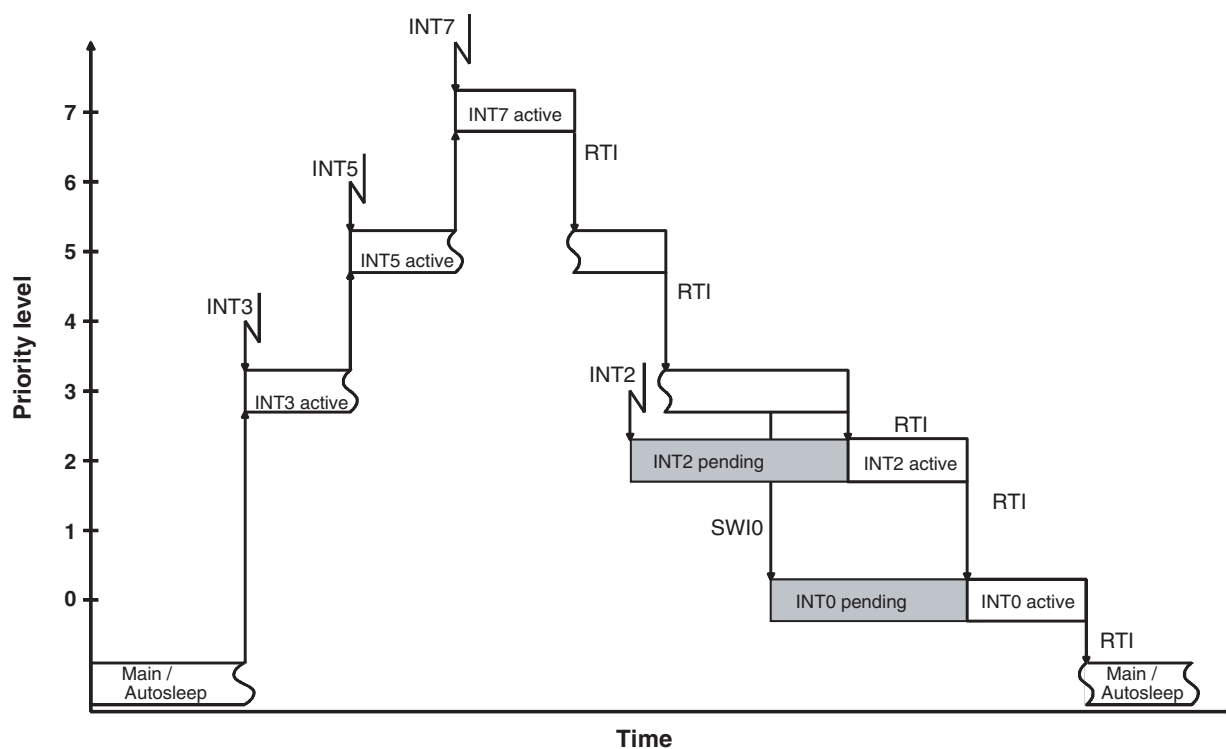 INT7
7
INT7 active
RTI
INT5
6
5
INT5 active
RTI
INT3
4
Priority level
3
INT3 active
INT2
RTI
2
INT2 pending
INT2 active
RTI
1
SWI0
0
INT0 pending
INT0 active
RTI
Main /
Autosleep
Main /
Autosleep
Time